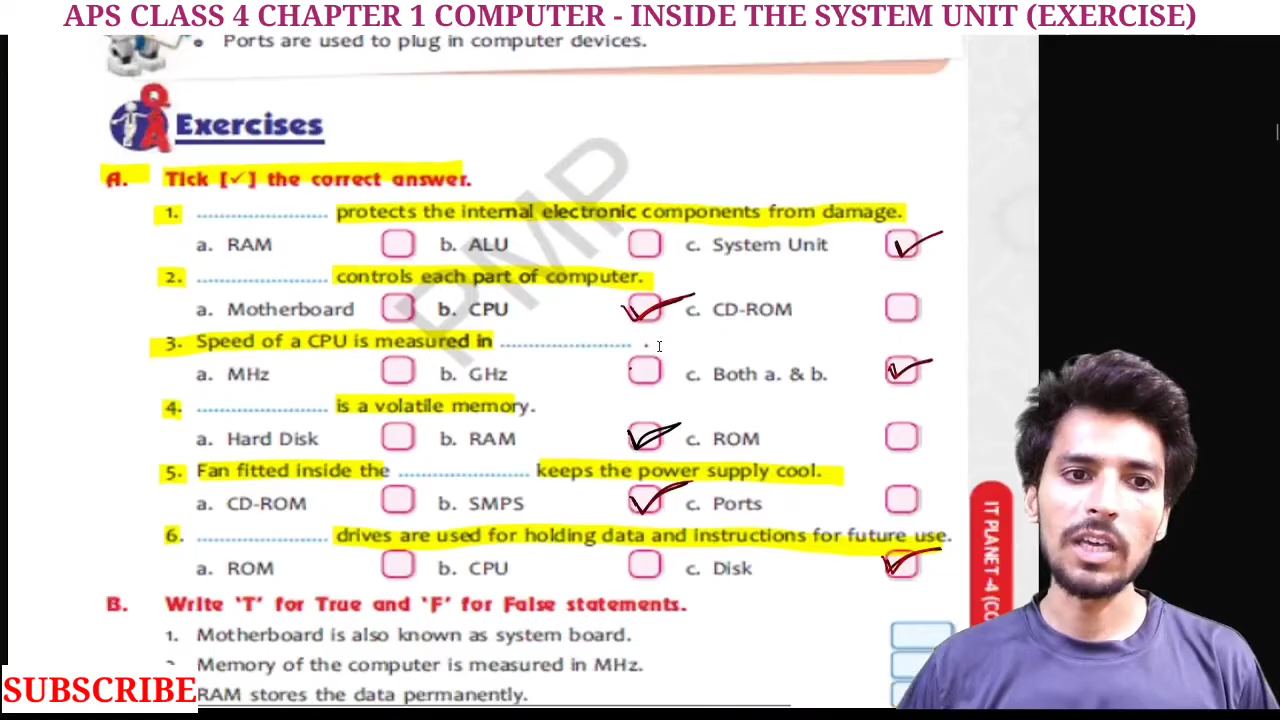 APS CLASS 4 CHAPTER 1 COMPUTER - INSIDE THE SYSTEM UNIT (EXERCISE)
• Ports are used to plug in computer devices.
Q&A Exercises
A. Tick [✓] the correct answer.
1. ........................ protects the internal electronic components from damage.
a. RAM b. ALU c. System Unit ✓
2. ........................ controls each part of computer.
a. Motherboard b. CPU ✓ c. CD-ROM
3. Speed of a CPU is measured in ........................ .
a. MHz b. GHz c. Both a. & b. ✓
4. ........................ is a volatile memory.
a. Hard Disk b. RAM ✓ c. ROM
5. Fan fitted inside the ........................ keeps the power supply cool.
a. CD-ROM b. SMPS ✓ c. Ports
6. ........................ drives are used for holding data and instructions for future use.
a. ROM b. CPU c. Disk ✓
B. Write 'T' for True and 'F' for False statements.
1. Motherboard is also known as system board.
Memory of the computer is measured in MHz.
RAM stores the data permanently.
PMP
IT PLANET-4 (CO
SUBSCRIBE